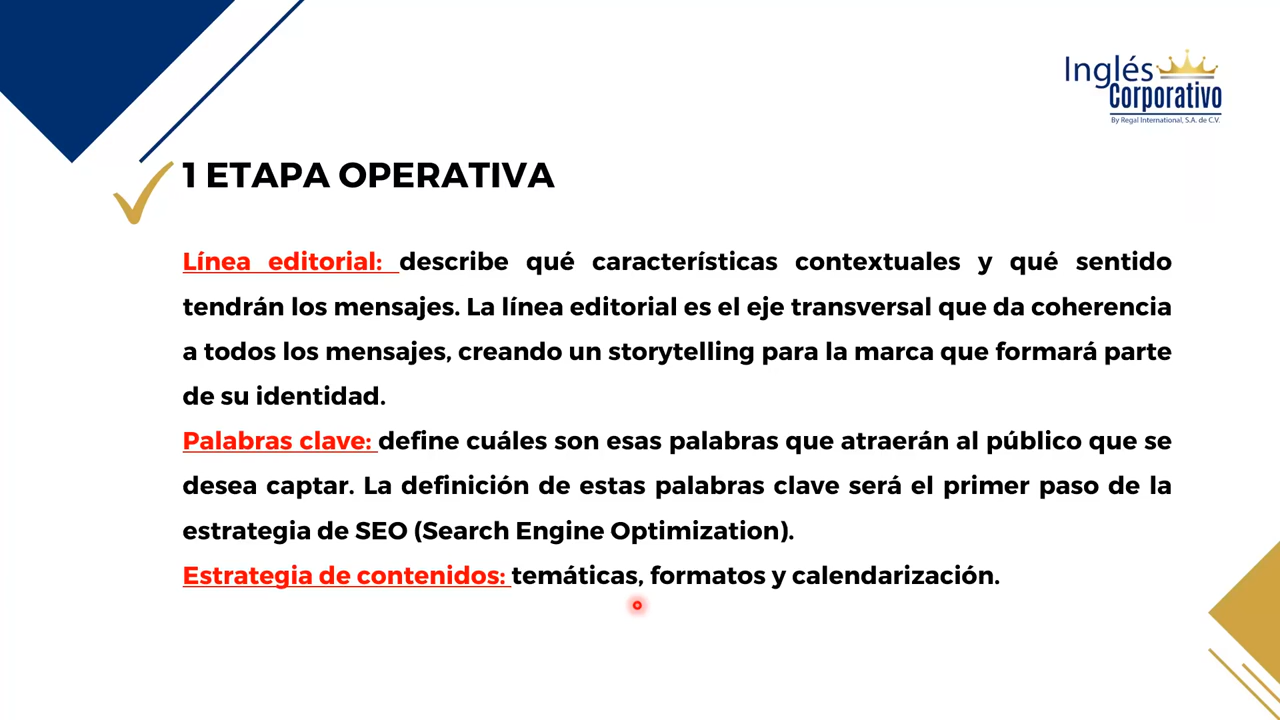 Inglés
Corporativo
By Regal International, S.A. de C.V.
1 ETAPA OPERATIVA
Línea editorial: describe qué características contextuales y qué sentido
tendrán los mensajes. La línea editorial es el eje transversal que da coherencia
a todos los mensajes, creando un storytelling para la marca que formará parte
de su identidad.
Palabras clave: define cuáles son esas palabras que atraerán al público que se
desea captar. La definición de estas palabras clave será el primer paso de la
estrategia de SEO (Search Engine Optimization).
Estrategia de contenidos: temáticas, formatos y calendarización.